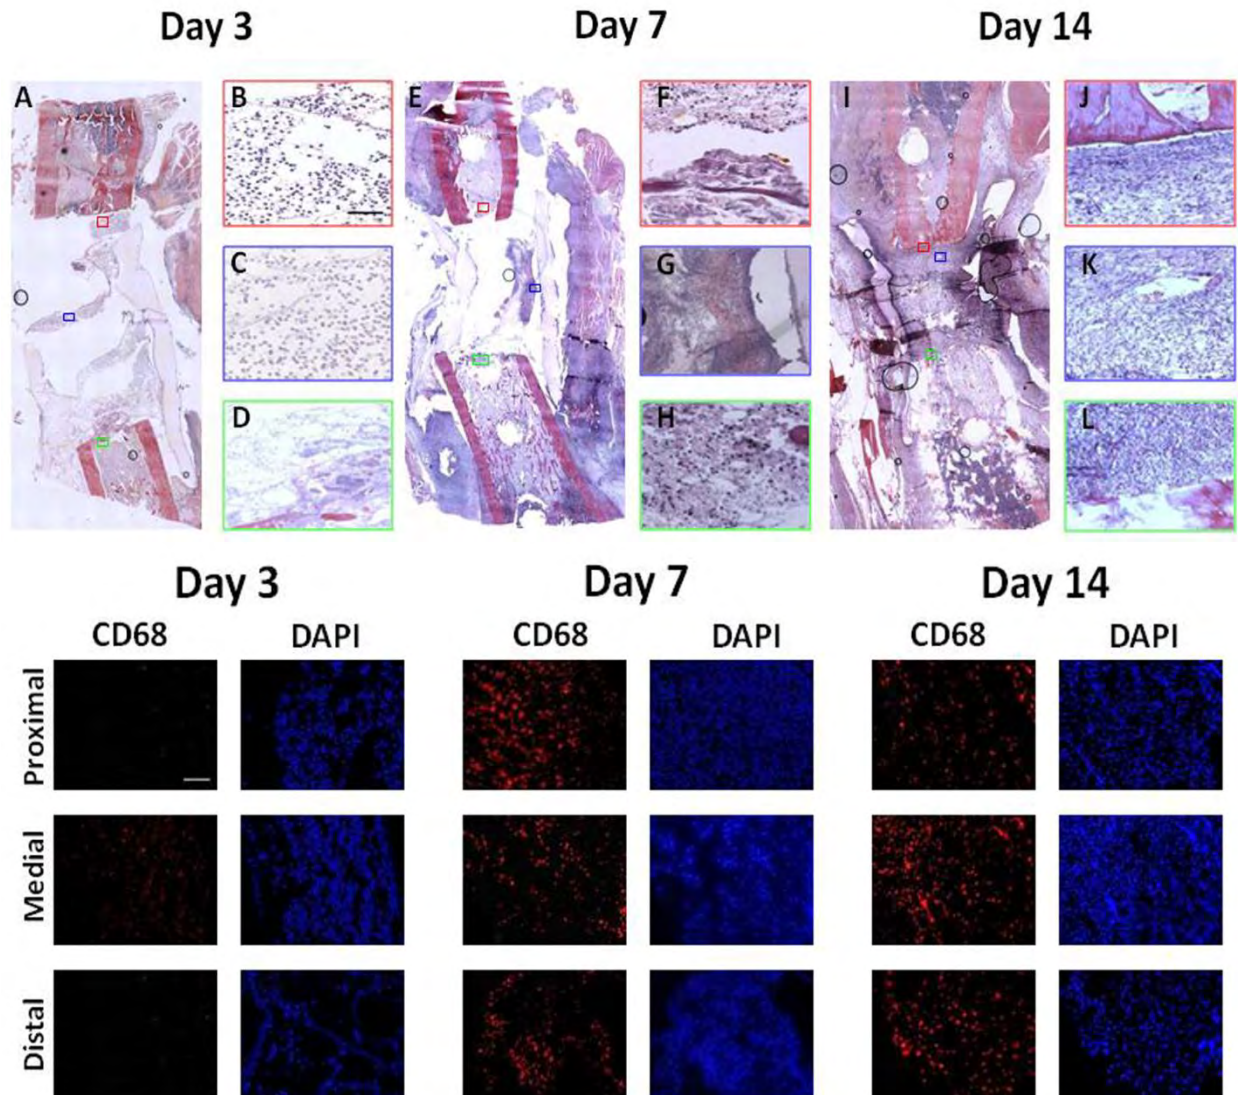 Day 3
Day 7
Day 14
A
B
C
D
E
F
G
H
I
J
K
L
Day 3
Day 7
Day 14
CD68
DAPI
CD68
DAPI
CD68
DAPI
Proximal
Medial
Distal